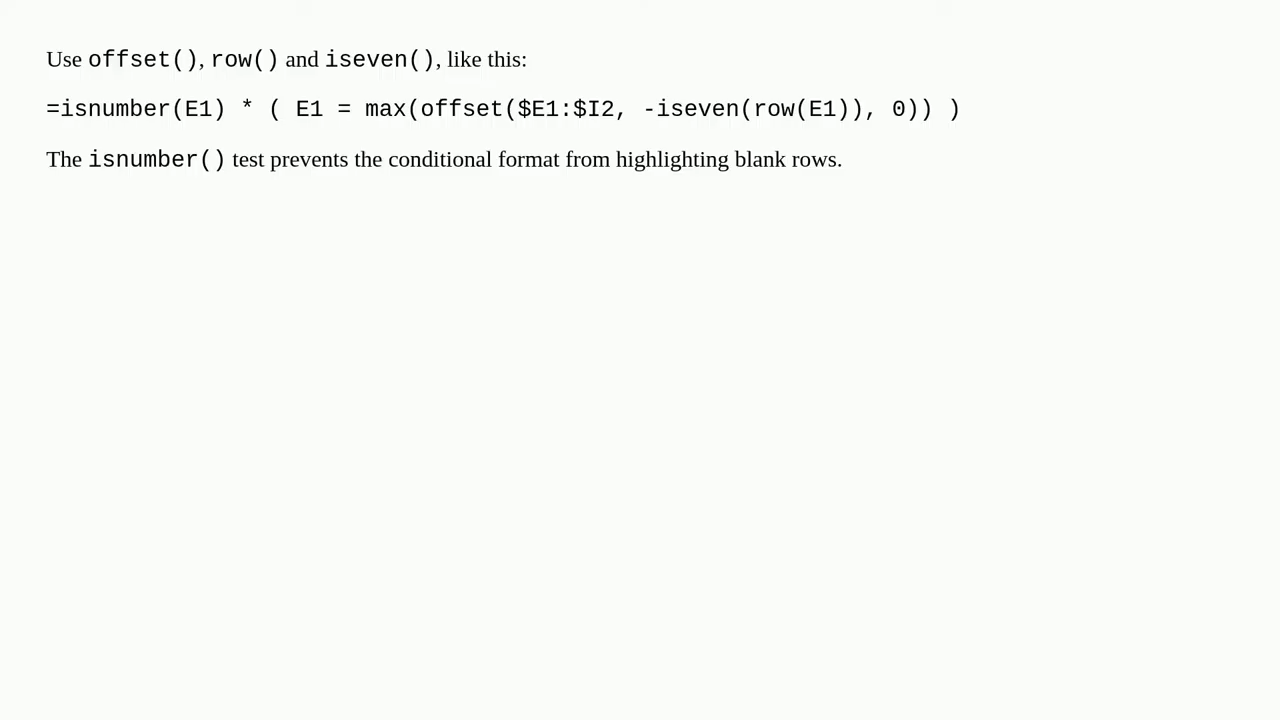 Use offset(), row() and iseven(), like this:
=isnumber(E1) * ( E1 = max(offset($E1:$I2, -iseven(row(E1)), 0)) )
The isnumber() test prevents the conditional format from highlighting blank rows.